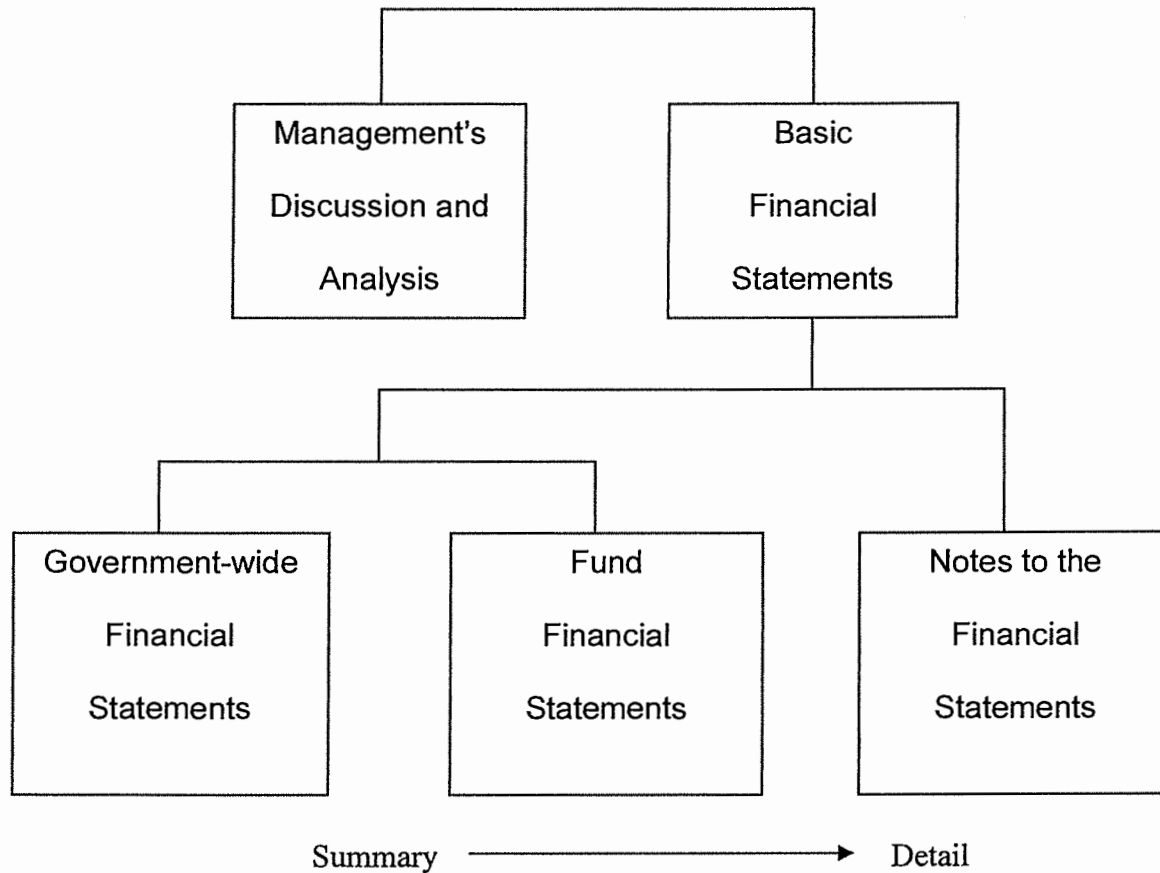 Management's
Discussion and
Analysis
Basic
Financial
Statements
Government-wide
Financial
Statements
Fund
Financial
Statements
Notes to the
Financial
Statements
Summary
Detail